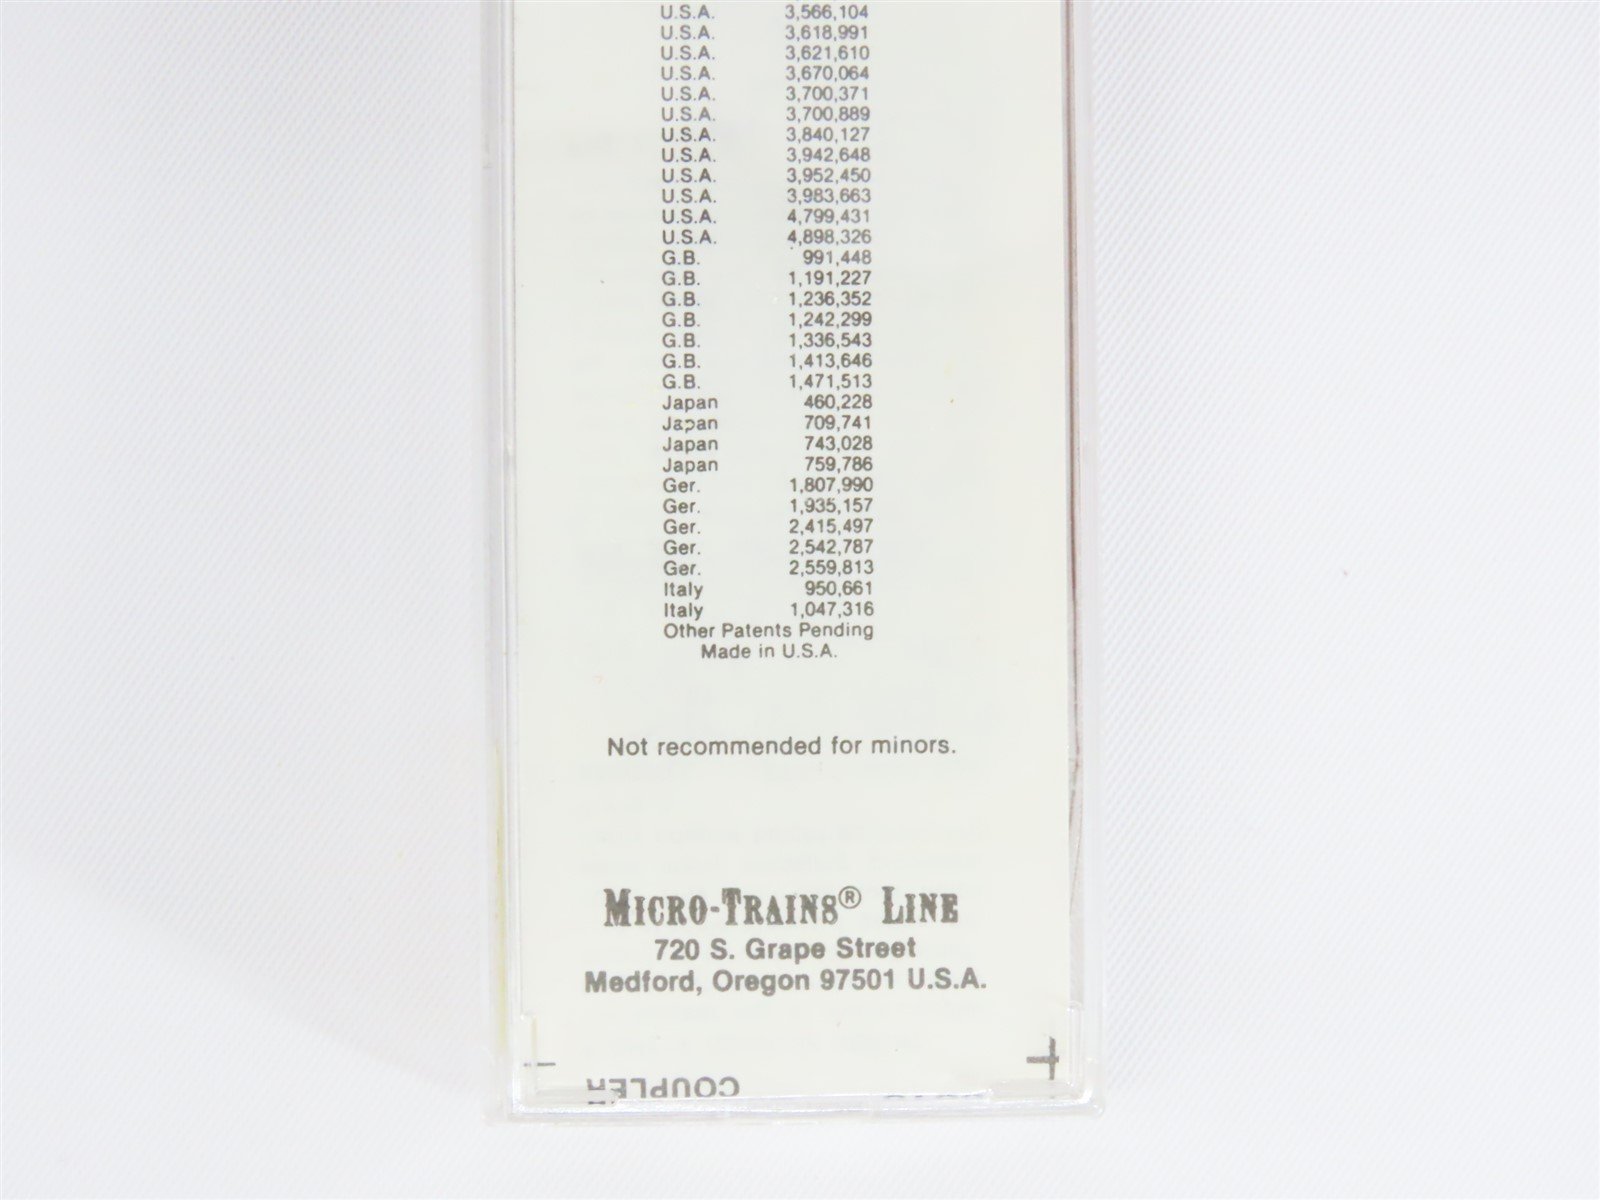 U.S.A. 3,566,104
U.S.A. 3,618,991
U.S.A. 3,621,610
U.S.A. 3,670,064
U.S.A. 3,700,371
U.S.A. 3,700,889
U.S.A. 3,840,127
U.S.A. 3,942,648
U.S.A. 3,952,450
U.S.A. 3,983,663
U.S.A. 4,799,431
U.S.A. 4,898,326
G.B. 991,448
G.B. 1,191,227
G.B. 1,236,352
G.B. 1,242,299
G.B. 1,336,543
G.B. 1,413,646
G.B. 1,471,513
Japan 460,228
Japan 709,741
Japan 743,028
Japan 759,786
Ger. 1,807,990
Ger. 1,935,157
Ger. 2,415,497
Ger. 2,542,787
Ger. 2,559,813
Italy 950,661
Italy 1,047,316
Other Patents Pending
Made in U.S.A.
Not recommended for minors.
MICRO-TRAINS® LINE
720 S. Grape Street
Medford, Oregon 97501 U.S.A.
COUPLER